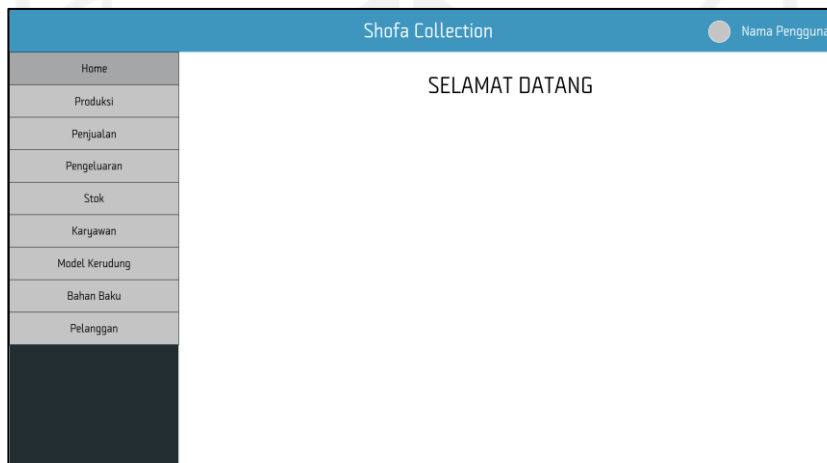 Shofa Collection
Nama Pengguna
Home
SELAMAT DATANG
Produksi
Penjualan
Pengeluaran
Stok
Karyawan
Model Kerudung
Bahan Baku
Pelanggan